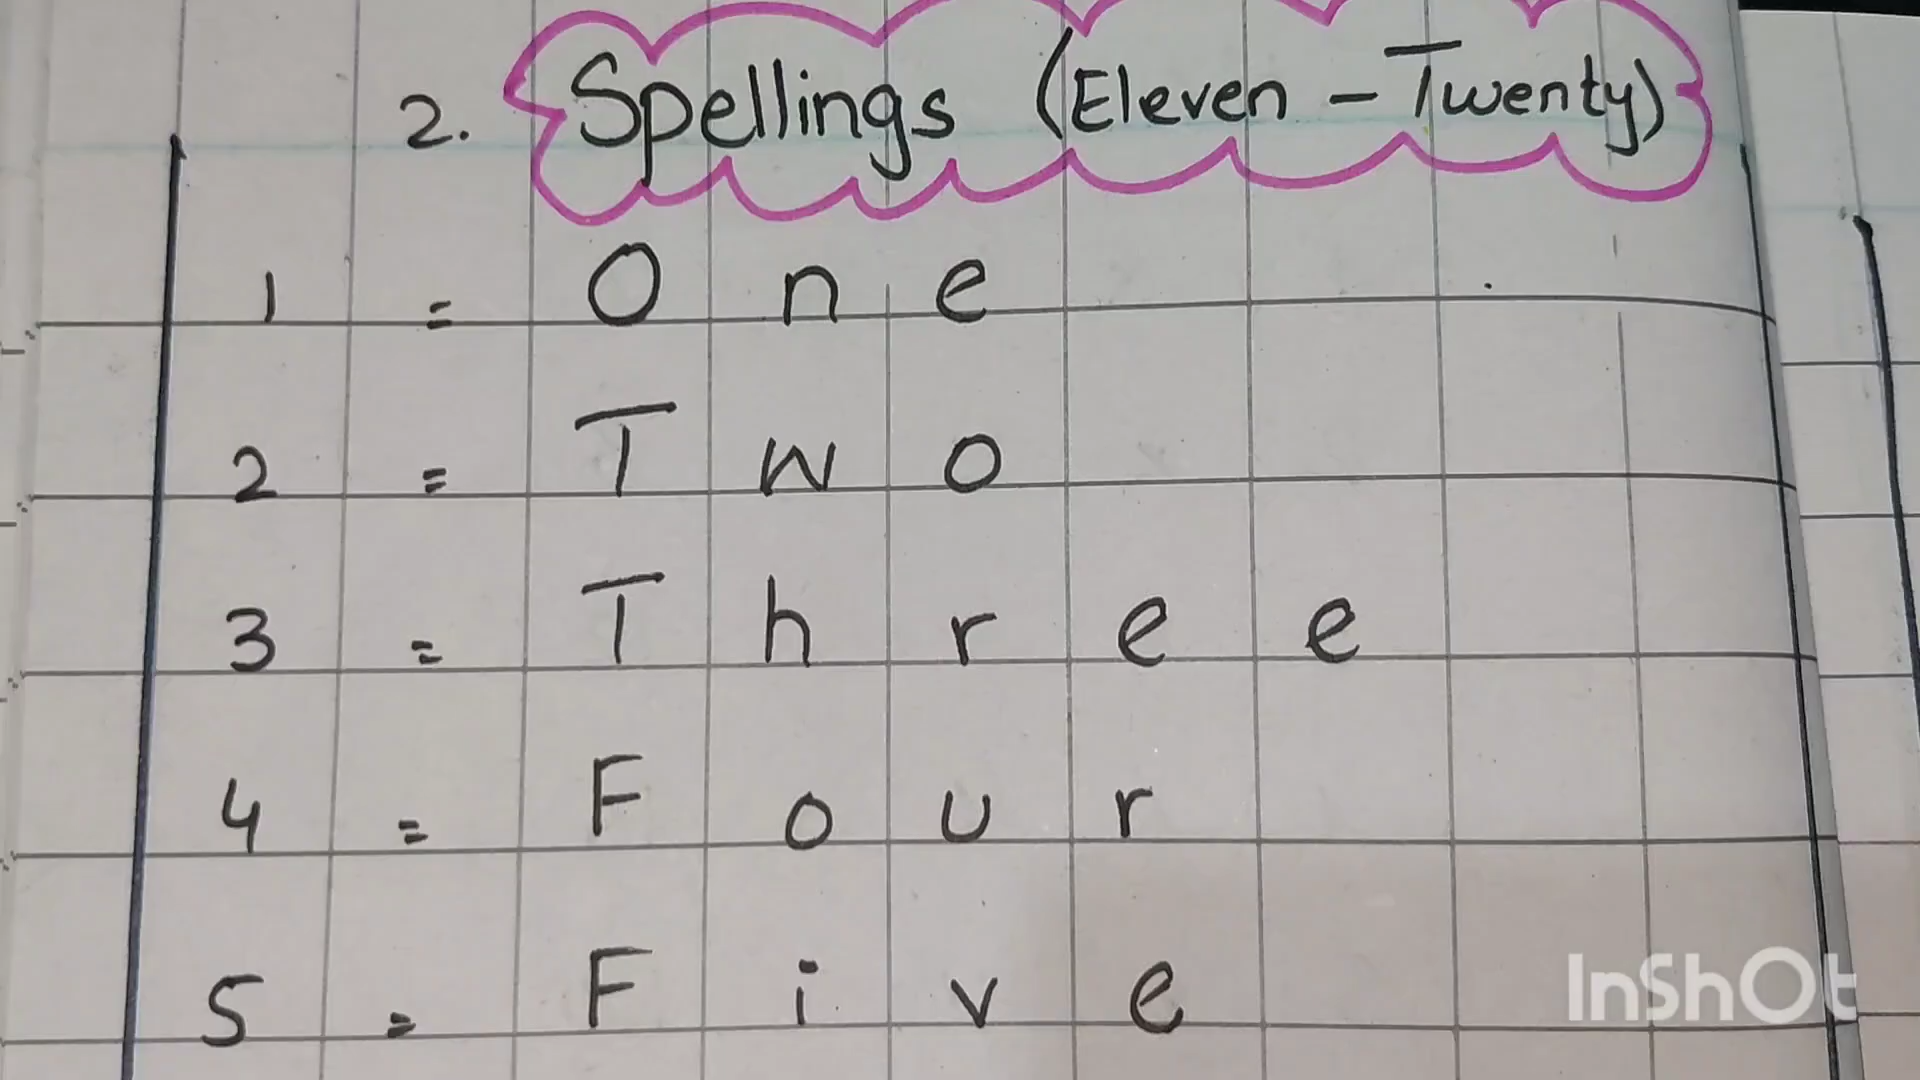 2. Spellings (Eleven - Twenty)
1 = One
2 = Two
3 = Three
4 = Four
5 = Five
InShOt